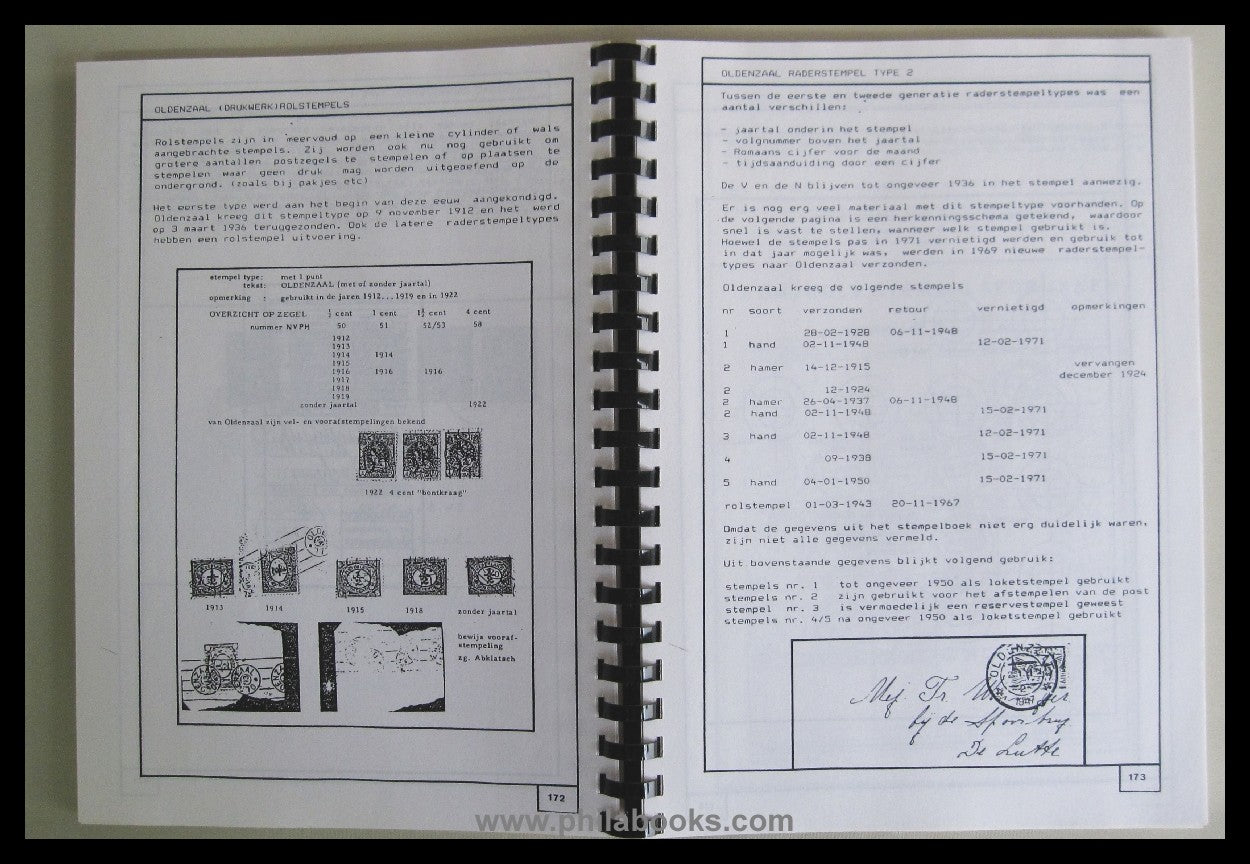 OLDENZAAL (DRUKWERK)ROLSTEMPELS
Rolstempels zijn in meervoud op een kleine cylinder of wals
aangebrachte stempels. Zij worden ook nu nog gebruikt om
grotere aantallen postzegels te stempelen of op plaatsen te
stempelen waar geen druk mag worden uitgeoefend op de
ondergrond. (zoals bij pakjes etc)
Het eerste type werd aan het begin van deze eeuw aangekondigd.
Oldenzaal kreeg dit stempeltype op 9 november 1912 en het werd
op 3 maart 1936 teruggezonden. Ook de latere raderstempeltypes
hebben een rolstempel uitvoering.
stempel type: met 1 punt
tekst: OLDENZAAL (met of zonder jaartal)
opmerking : gebruikt in de jaren 1912...1919 en in 1922
OVERZICHT OP ZEGEL ½ cent 1 cent 1½ cent 4 cent
nummer NVPH 50 51 52/53 58
1912
1913
1914 1914
1915
1916 1916 1916
1917
1918
1919
zonder jaartal 1922
van Oldenzaal zijn vel- en voorafstempelingen bekend
1922 4 cent "bontkraag"
1913 1914 1915 1918 zonder jaartal
bewijs vooraf-
stempeling
zg. Abklatsch
172
OLDENZAAL RADERSTEMPEL TYPE 2
Tussen de eerste en tweede generatie raderstempeltypes was een
aantal verschillen:
- jaartal onderin het stempel
- volgnummer boven het jaartal
- Romaans cijfer voor de maand
- tijdsaanduiding door een cijfer
De V en de N blijven tot ongeveer 1936 in het stempel aanwezig.
Er is nog erg veel materiaal met dit stempeltype voorhanden. Op
de volgende pagina is een herkenningsschema getekend, waardoor
snel is vast te stellen, wanneer welk stempel gebruikt is.
Hoewel de stempels pas in 1971 vernietigd werden en gebruik tot
in dat jaar mogelijk was, werden in 1969 nieuwe raderstempel-
types naar Oldenzaal verzonden.
Oldenzaal kreeg de volgende stempels
nr soort verzonden retour vernietigd opmerkingen
1 28-02-1928 06-11-1948
1 hand 02-11-1948 12-02-1971
2 hamer 14-12-1915 vervangen
december 1924
2 12-1924
2 hamer 26-04-1937 06-11-1948
2 hand 02-11-1948 15-02-1971
3 hand 02-11-1948 12-02-1971
4 09-1938 15-02-1971
5 hand 04-01-1950 15-02-1971
rolstempel 01-03-1943 20-11-1967
Omdat de gegevens uit het stempelboek niet erg duidelijk waren,
zijn niet alle gegevens vermeld.
Uit bovenstaande gegevens blijkt volgend gebruik:
stempels nr. 1 tot ongeveer 1950 als loketstempel gebruikt
stempels nr. 2 zijn gebruikt voor het afstempelen van de post
stempel nr. 3 is vermoedelijk een reservestempel geweest
stempels nr. 4/5 na ongeveer 1950 als loketstempel gebruikt
1947
Mej Tr
bij de
De Lutte
173
www.philabooks.com